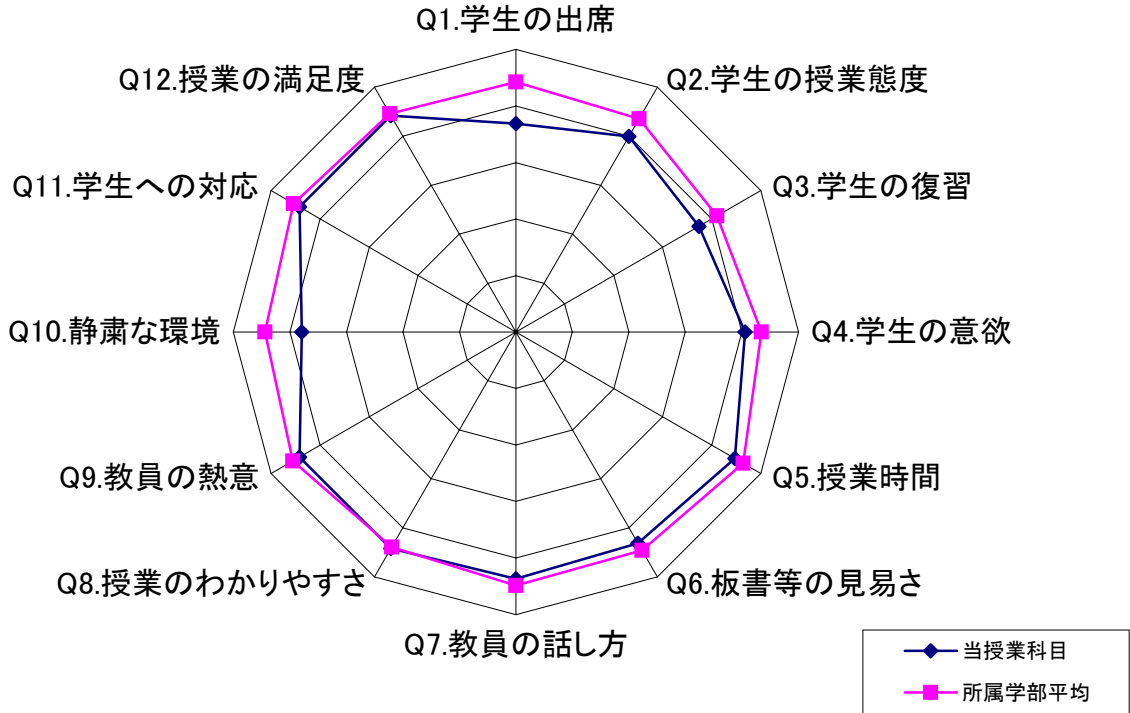 Q1.学生の出席
Q2.学生の授業態度
Q3.学生の復習
Q4.学生の意欲
Q5.授業時間
Q6.板書等の見易さ
Q7.教員の話し方
Q8.授業のわかりやすさ
Q9.教員の熱意
Q10.静粛な環境
Q11.学生への対応
Q12.授業の満足度
当授業科目
所属学部平均